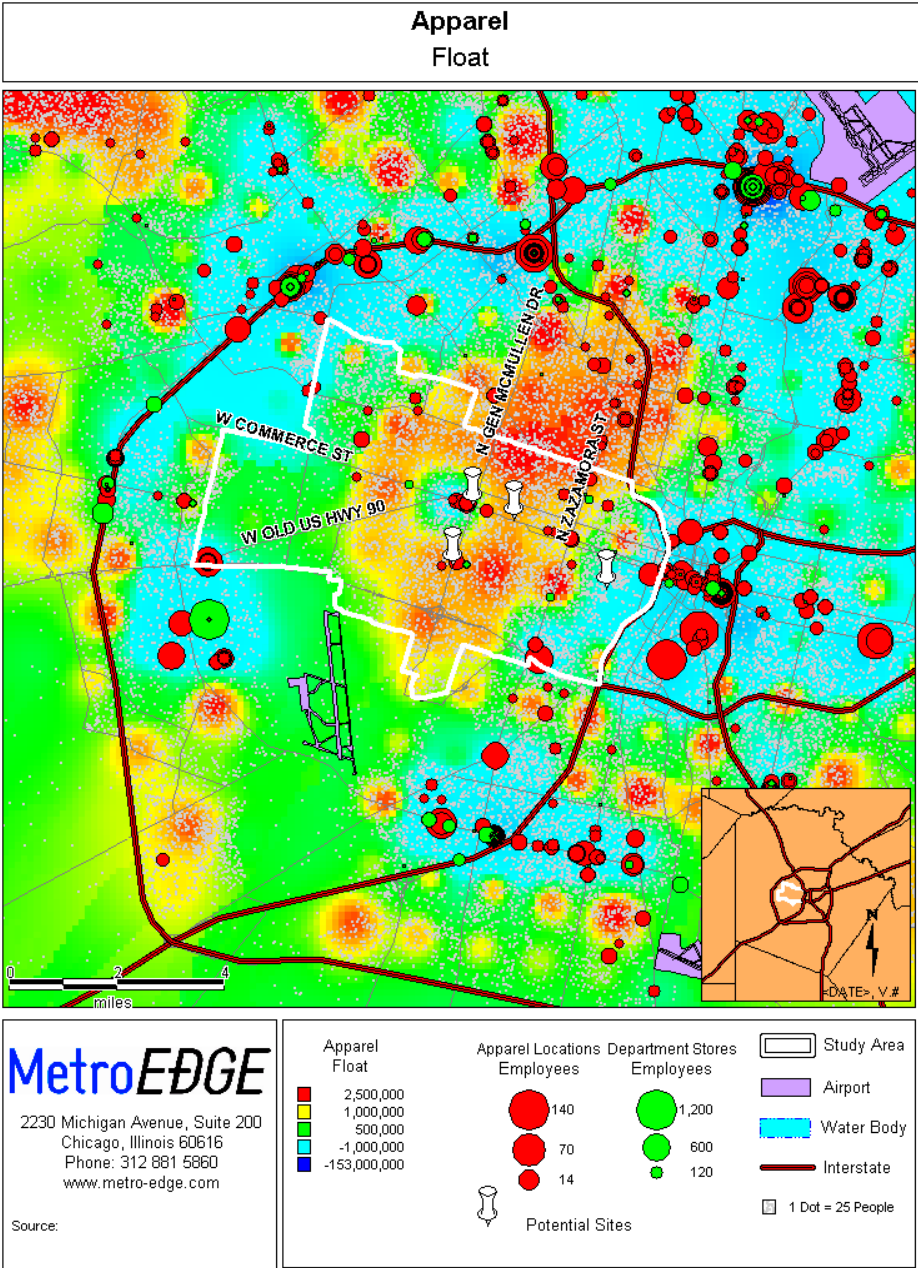 Apparel
Float
N GEN MCMULLEN DR
W COMMERCE ST
N ZAZAMORA ST
W OLD US HWY 90
0 2 4
miles
N
<DATE>, V.#
MetroEDGE
2230 Michigan Avenue, Suite 200
Chicago, Illinois 60616
Phone: 312 881 5860
www.metro-edge.com
Source:
Apparel
Float
2,500,000
1,000,000
500,000
-1,000,000
-153,000,000
Apparel Locations
Employees
140
70
14
Department Stores
Employees
1,200
600
120
Potential Sites
Study Area
Airport
Water Body
Interstate
1 Dot = 25 People